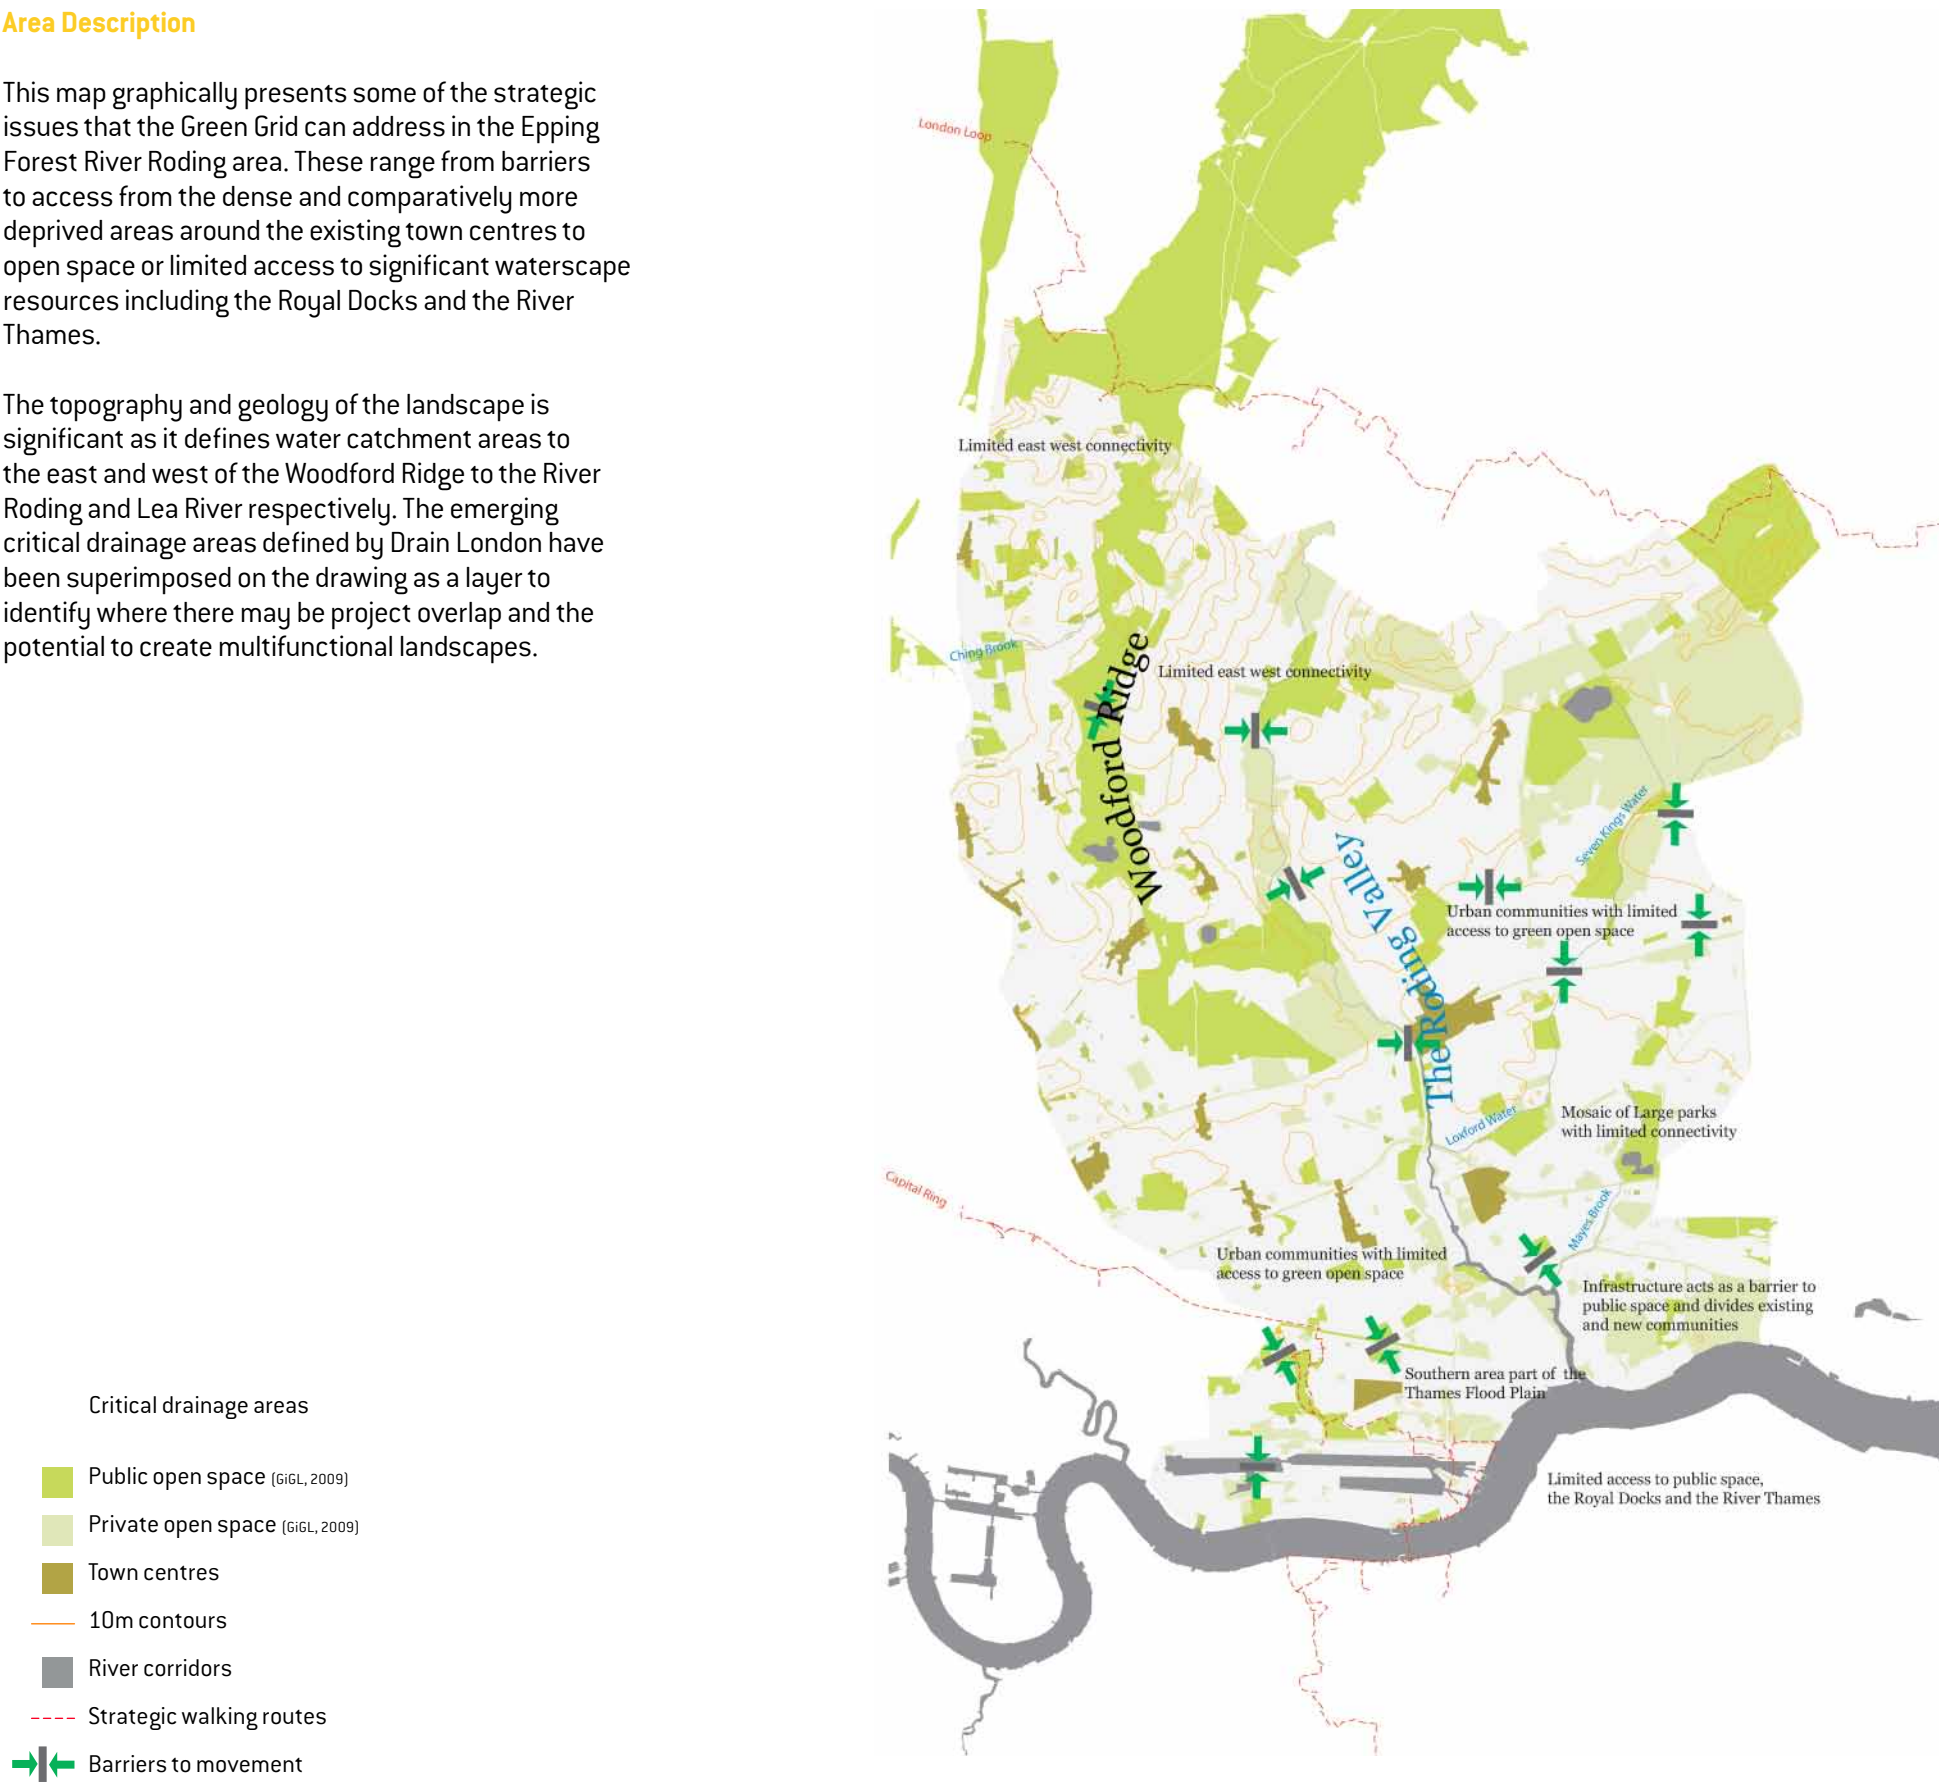 Area Description
This map graphically presents some of the strategic
issues that the Green Grid can address in the Epping
Forest River Roding area. These range from barriers
to access from the dense and comparatively more
deprived areas around the existing town centres to
open space or limited access to significant waterscape
resources including the Royal Docks and the River
Thames.
The topography and geology of the landscape is
significant as it defines water catchment areas to
the east and west of the Woodford Ridge to the River
Roding and Lea River respectively. The emerging
critical drainage areas defined by Drain London have
been superimposed on the drawing as a layer to
identify where there may be project overlap and the
potential to create multifunctional landscapes.
Critical drainage areas
Public open space (GiGL, 2009)
Private open space (GiGL, 2009)
Town centres
10m contours
River corridors
Strategic walking routes
Barriers to movement
London Loop
Limited east west connectivity
Ching Brook
Woodford Ridge
Limited east west connectivity
Seven Kings Water
The Roding Valley
Urban communities with limited
access to green open space
Loxford Water
Mosaic of Large parks
with limited connectivity
Capital Ring
Mayes Brook
Urban communities with limited
access to green open space
Infrastructure acts as a barrier to
public space and divides existing
and new communities
Southern area part of the
Thames Flood Plain
Limited access to public space,
the Royal Docks and the River Thames